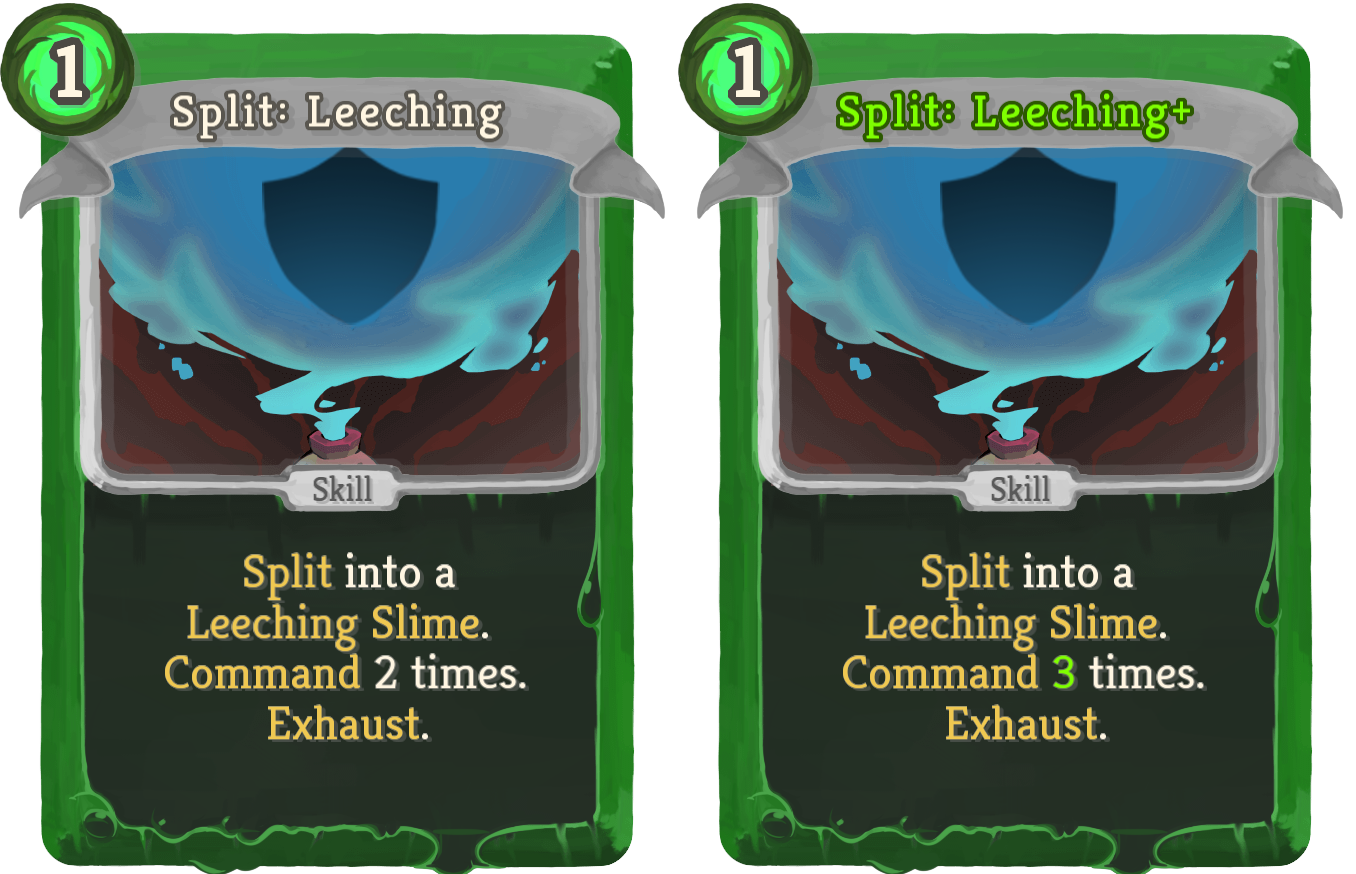 1
Split: Leeching
Skill
Split into a
Leeching Slime.
Command 2 times.
Exhaust.
1
Split: Leeching+
Skill
Split into a
Leeching Slime.
Command 3 times.
Exhaust.